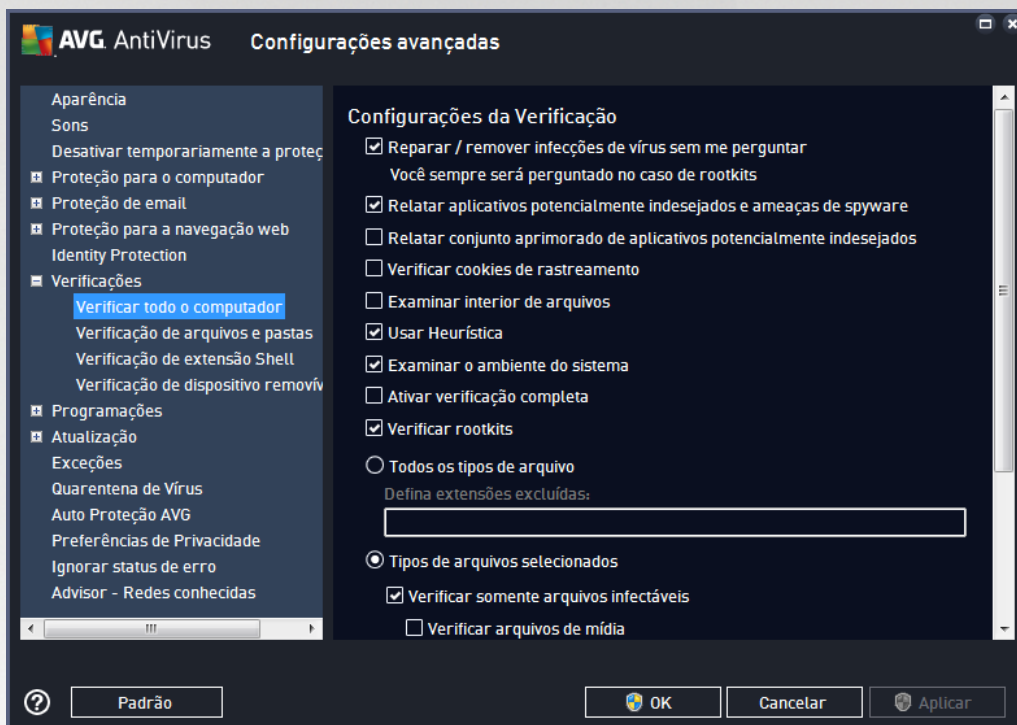 AVG. AntiVirus
Configurações avançadas
Aparência
Sons
Desativar temporariamente a proteç
Proteção para o computador
Proteção de email
Proteção para a navegação web
Identity Protection
Verificações
Verificar todo o computador
Verificação de arquivos e pastas
Verificação de extensão Shell
Verificação de dispositivo removív
Programações
Atualização
Exceções
Quarentena de Vírus
Auto Proteção AVG
Preferências de Privacidade
Ignorar status de erro
Advisor - Redes conhecidas
Configurações da Verificação
Reparar / remover infecções de vírus sem me perguntar
Você sempre será perguntado no caso de rootkits
Relatar aplicativos potencialmente indesejados e ameaças de spyware
Relatar conjunto aprimorado de aplicativos potencialmente indesejados
Verificar cookies de rastreamento
Examinar interior de arquivos
Usar Heurística
Examinar o ambiente do sistema
Ativar verificação completa
Verificar rootkits
Todos os tipos de arquivo
Defina extensões excluídas:
Tipos de arquivos selecionados
Verificar somente arquivos infectáveis
Verificar arquivos de mídia
Padrão
OK
Cancelar
Aplicar